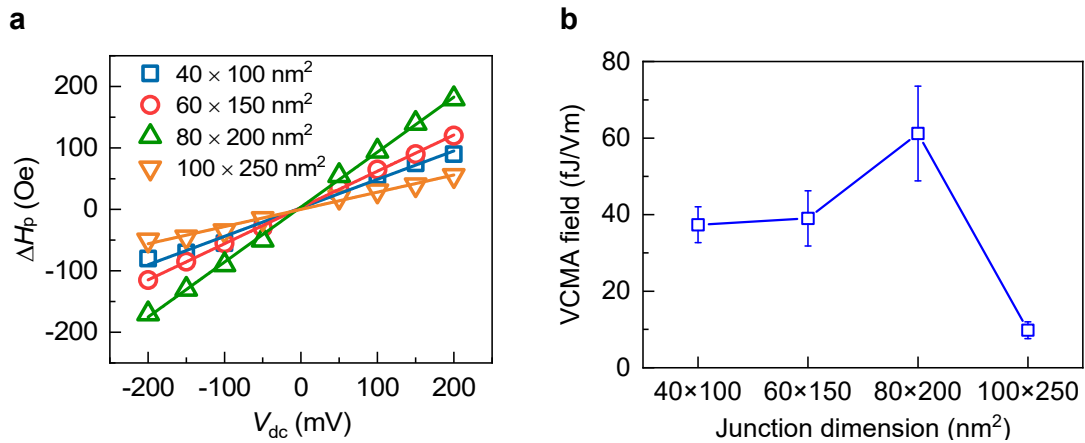 a
200
100
0
-100
-200
ΔHp (Oe)
40 × 100 nm²
60 × 150 nm²
80 × 200 nm²
100 × 250 nm²
-200 -100 0 100 200
Vdc (mV)
b
80
60
40
20
0
VCMA field (fJ/Vm)
40×100 60×150 80×200 100×250
Junction dimension (nm²)